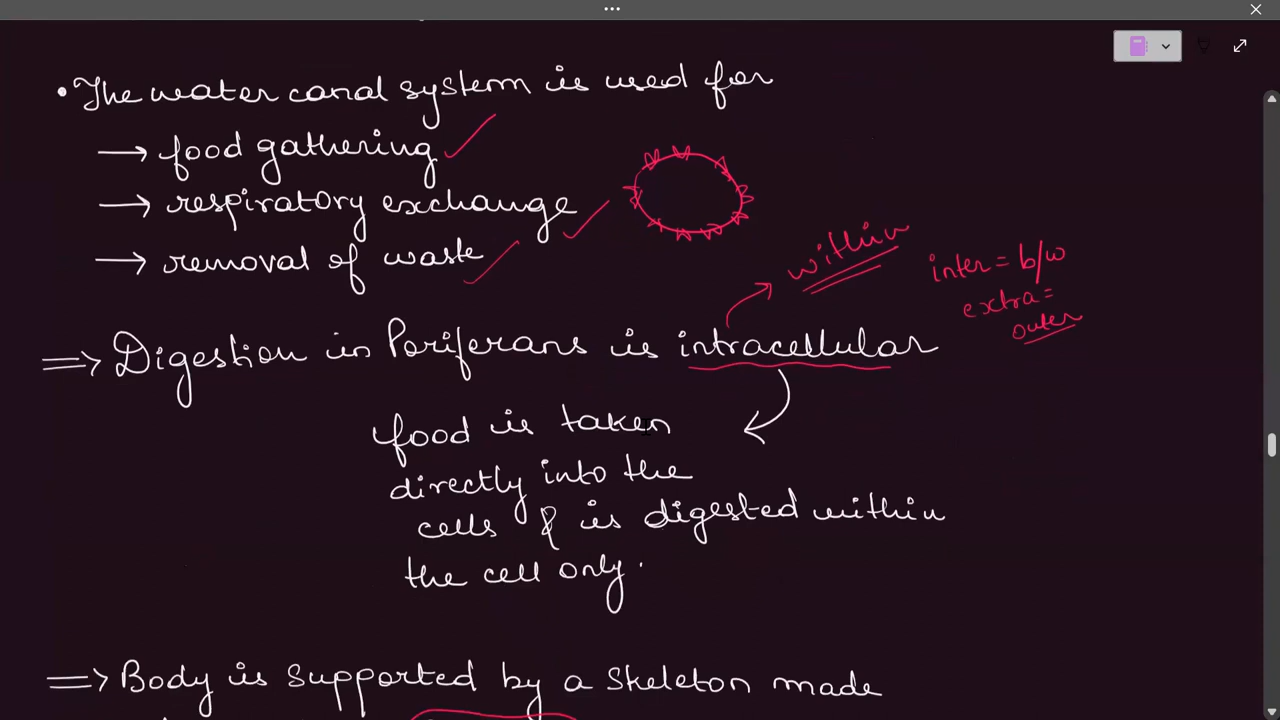 • The water canal system is used for
→ food gathering ✓
→ respiratory exchange ✓
→ removal of waste ✓
within
inter = b/w
extra =
outer
⇒ Digestion in Poriferans is intracellular
food is taken
directly into the
cells & is digested within
the cell only.
⇒ Body is supported by a skeleton made